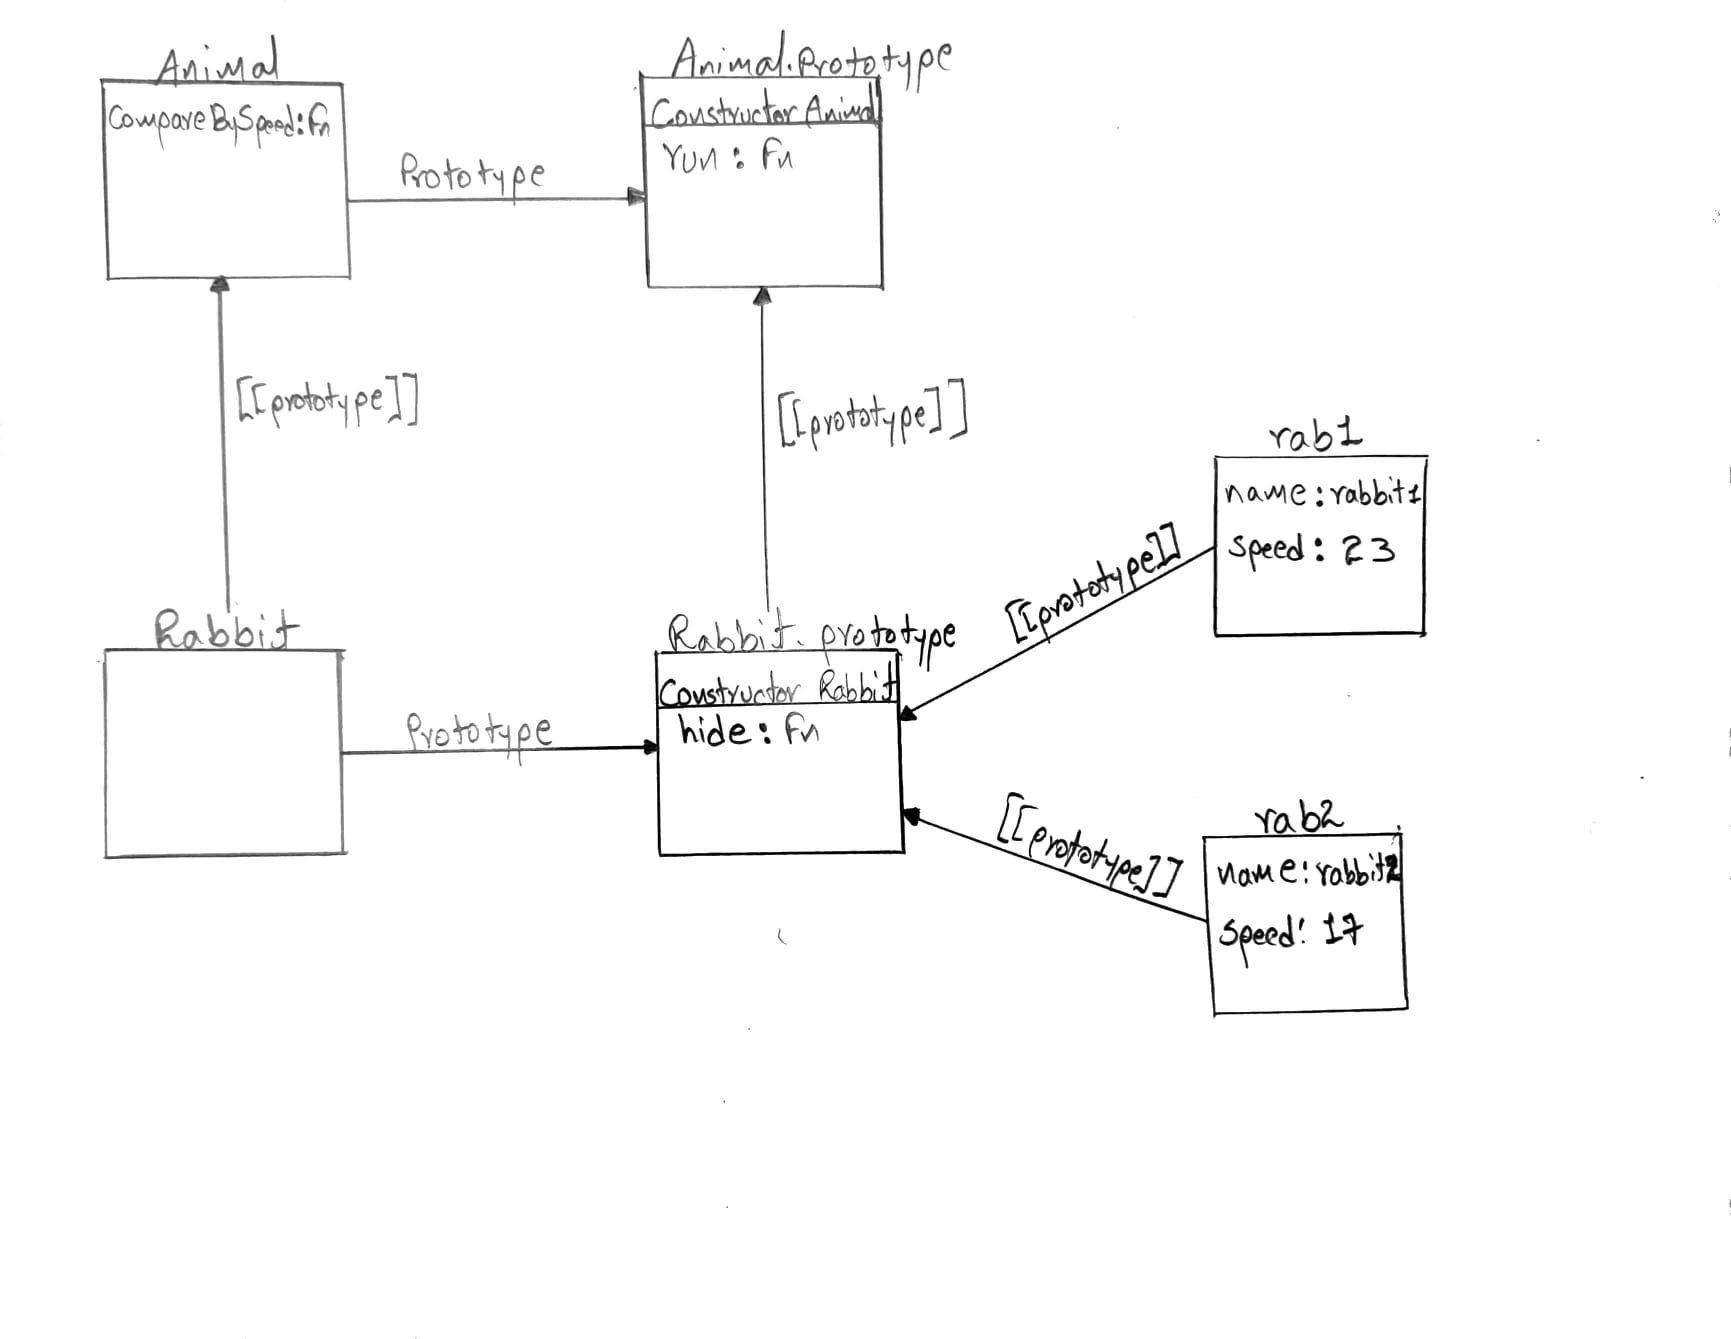 Animal
CompareBySpeed:Fn
Prototype
Animal.Prototype
Constructor Animal
run : Fn
[[prototype]]
[[prototype]]
rab1
name:rabbit1
speed: 23
[[prototype]]
Rabbit
Prototype
Rabbit.prototype
Constructor Rabbit
hide: Fn
[[prototype]]
rab2
name:rabbit2
speed: 17